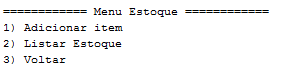 ============ Menu Estoque ============
1) Adicionar item
2) Listar Estoque
3) Voltar